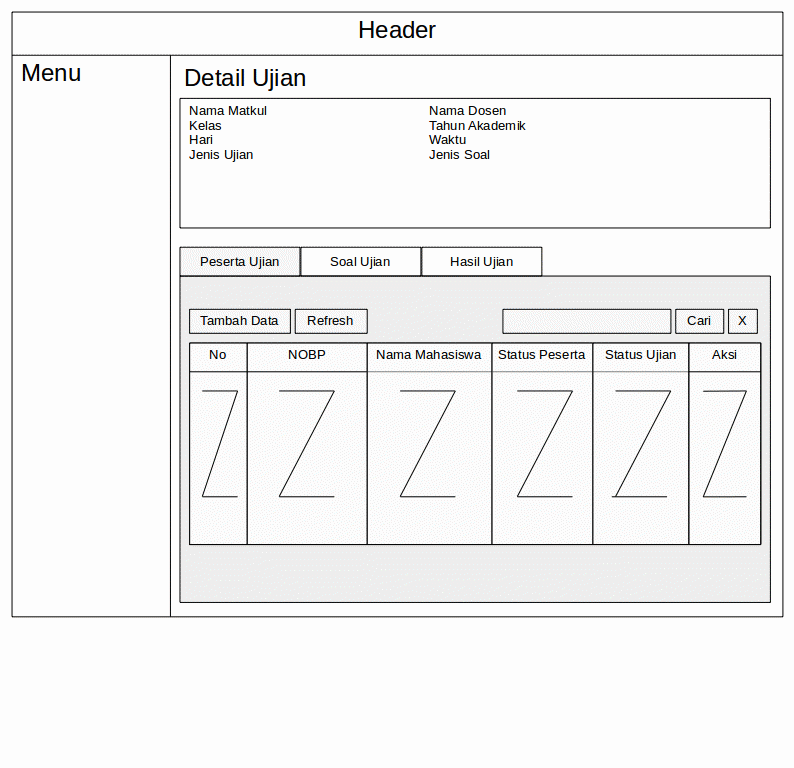 Header
Menu
Detail Ujian
Nama Matkul Nama Dosen
Kelas Tahun Akademik
Hari Waktu
Jenis Ujian Jenis Soal
Peserta Ujian Soal Ujian Hasil Ujian
Tambah Data Refresh Cari X
No NOBP Nama Mahasiswa Status Peserta Status Ujian Aksi